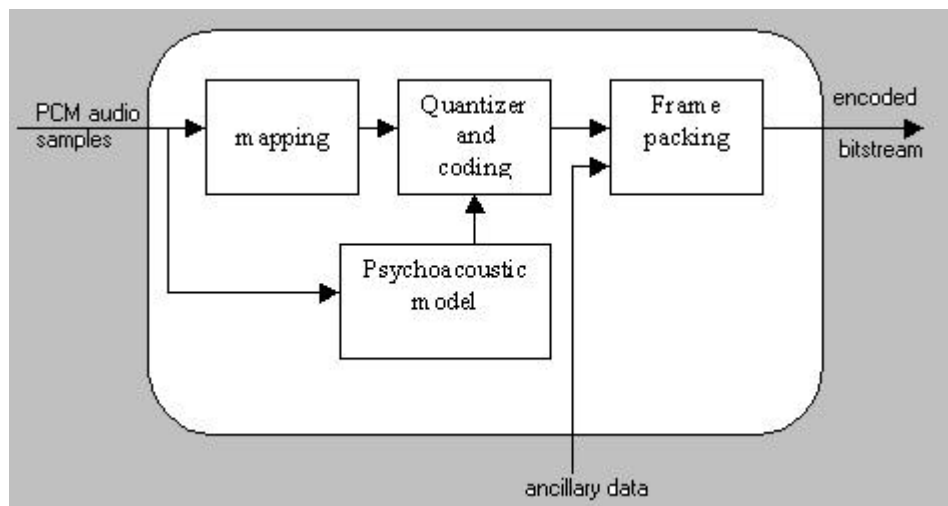 PCM audio
samples
mapping
Quantizer
and
coding
Frame
packing
encoded
bitstream
Psychoacoustic
model
ancillary data